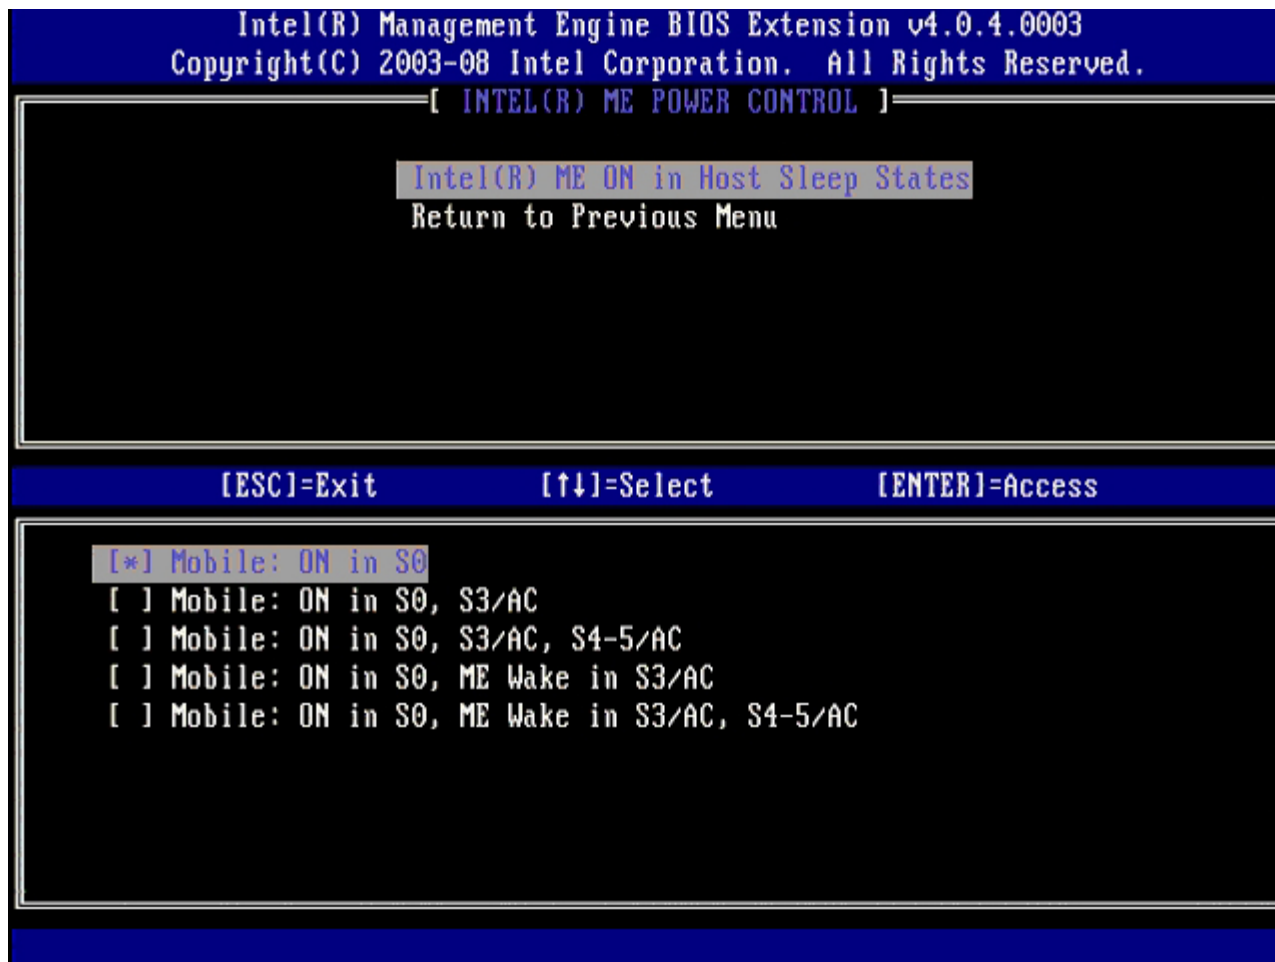 Intel(R) Management Engine BIOS Extension v4.0.4.0003
Copyright(C) 2003-08 Intel Corporation. All Rights Reserved.
[ INTEL(R) ME POWER CONTROL ]
Intel(R) ME ON in Host Sleep States
Return to Previous Menu
[ESC]=Exit [↑↓]=Select [ENTER]=Access
[*] Mobile: ON in S0
[ ] Mobile: ON in S0, S3/AC
[ ] Mobile: ON in S0, S3/AC, S4-5/AC
[ ] Mobile: ON in S0, ME Wake in S3/AC
[ ] Mobile: ON in S0, ME Wake in S3/AC, S4-5/AC